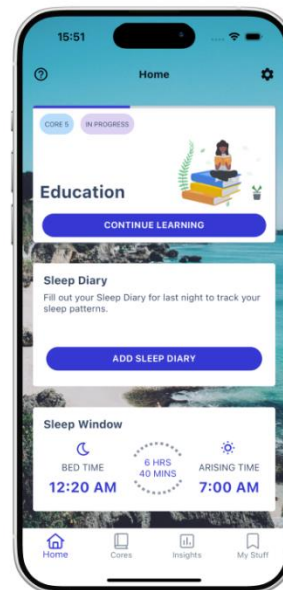 15:51
Home
CORE 5 IN PROGRESS
Education
CONTINUE LEARNING
Sleep Diary
Fill out your Sleep Diary for last night to track your
sleep patterns.
ADD SLEEP DIARY
Sleep Window
BED TIME
12:20 AM
6 HRS
40 MINS
ARISING TIME
7:00 AM
Home Cores Insights My Stuff